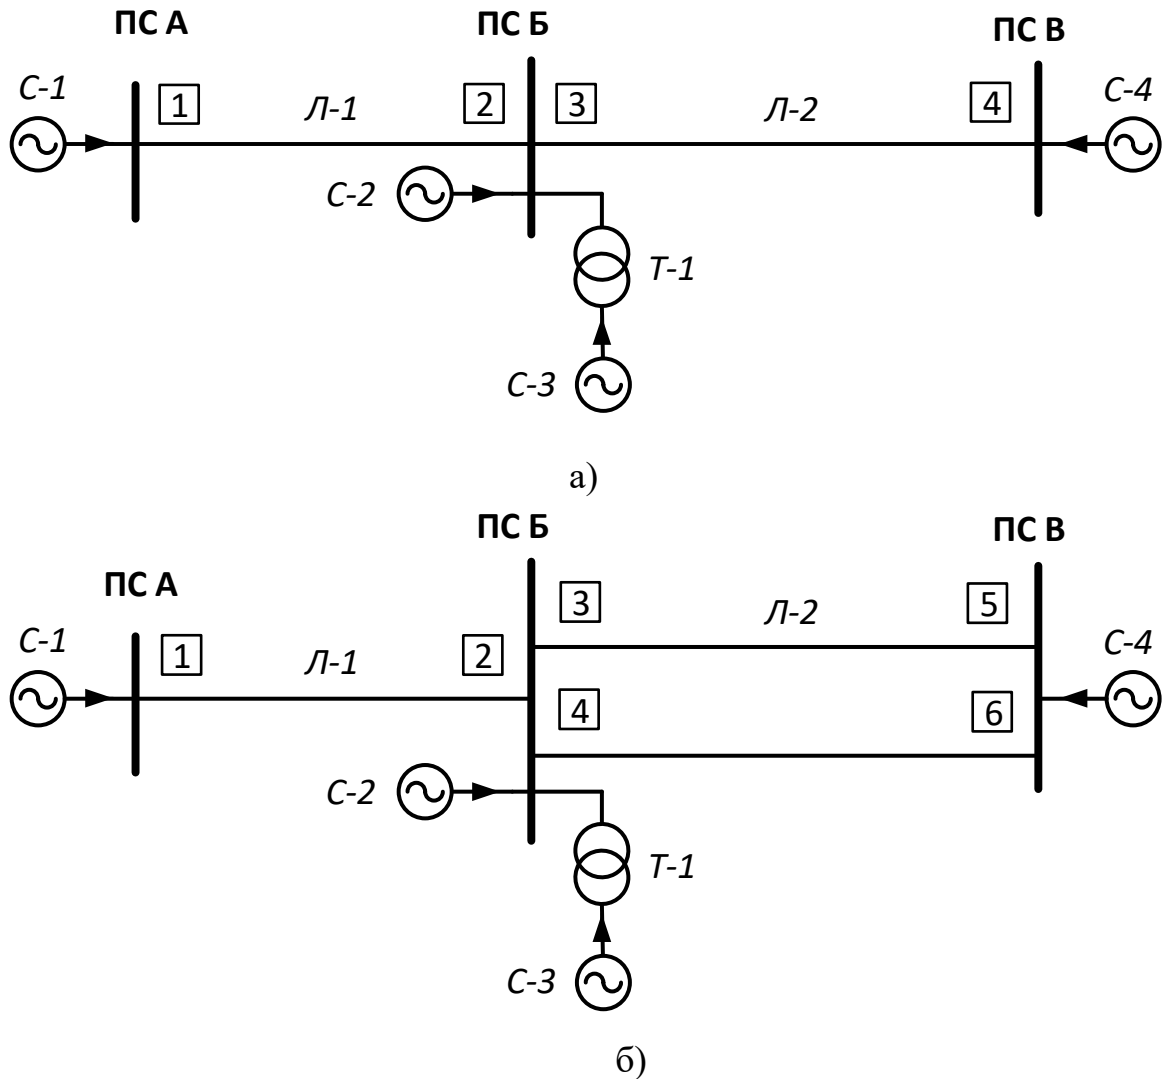 ПС А ПС Б ПС В
С-1 1 Л-1 2 3 Л-2 4 С-4
С-2
Т-1
С-3
а)
ПС Б ПС В
ПС А
3 Л-2 5
С-1 1 Л-1 2 С-4
4 6
С-2
Т-1
С-3
б)